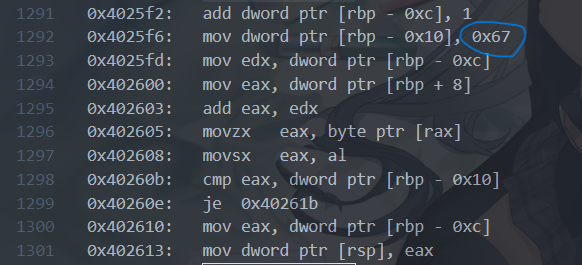 1291 0x4025f2: add dword ptr [rbp - 0xc], 1
1292 0x4025f6: mov dword ptr [rbp - 0x10], 0x67
1293 0x4025fd: mov edx, dword ptr [rbp - 0xc]
1294 0x402600: mov eax, dword ptr [rbp + 8]
1295 0x402603: add eax, edx
1296 0x402605: movzx eax, byte ptr [rax]
1297 0x402608: movsx eax, al
1298 0x40260b: cmp eax, dword ptr [rbp - 0x10]
1299 0x40260e: je 0x40261b
1300 0x402610: mov eax, dword ptr [rbp - 0xc]
1301 0x402613: mov dword ptr [rsp], eax